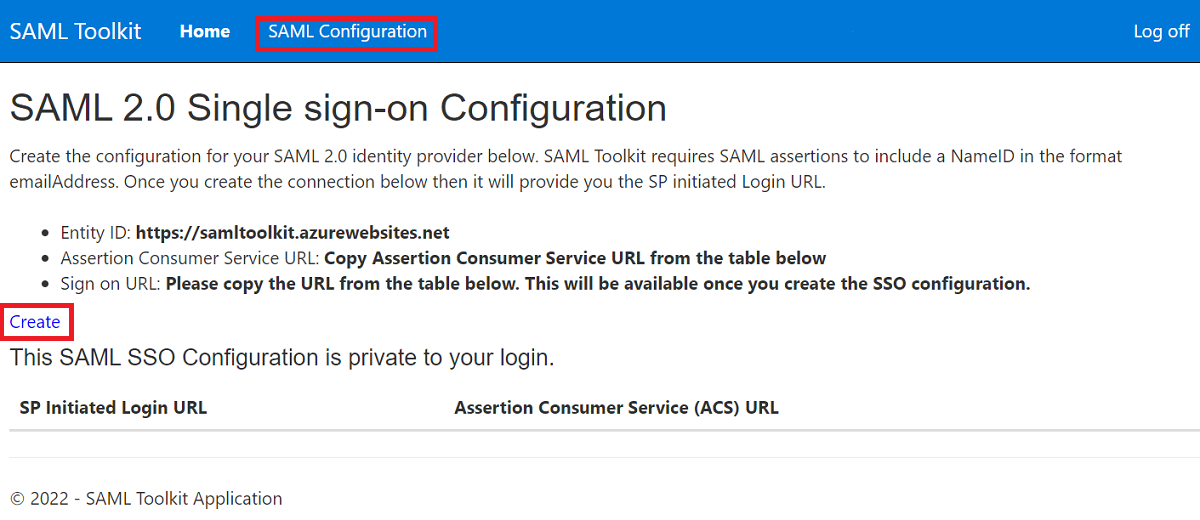 SAML Toolkit Home SAML Configuration Log off
SAML 2.0 Single sign-on Configuration
Create the configuration for your SAML 2.0 identity provider below. SAML Toolkit requires SAML assertions to include a NameID in the format
emailAddress. Once you create the connection below then it will provide you the SP initiated Login URL.
• Entity ID: https://samltoolkit.azurewebsites.net
• Assertion Consumer Service URL: Copy Assertion Consumer Service URL from the table below
• Sign on URL: Please copy the URL from the table below. This will be available once you create the SSO configuration.
Create
This SAML SSO Configuration is private to your login.
SP Initiated Login URL Assertion Consumer Service (ACS) URL
© 2022 - SAML Toolkit Application